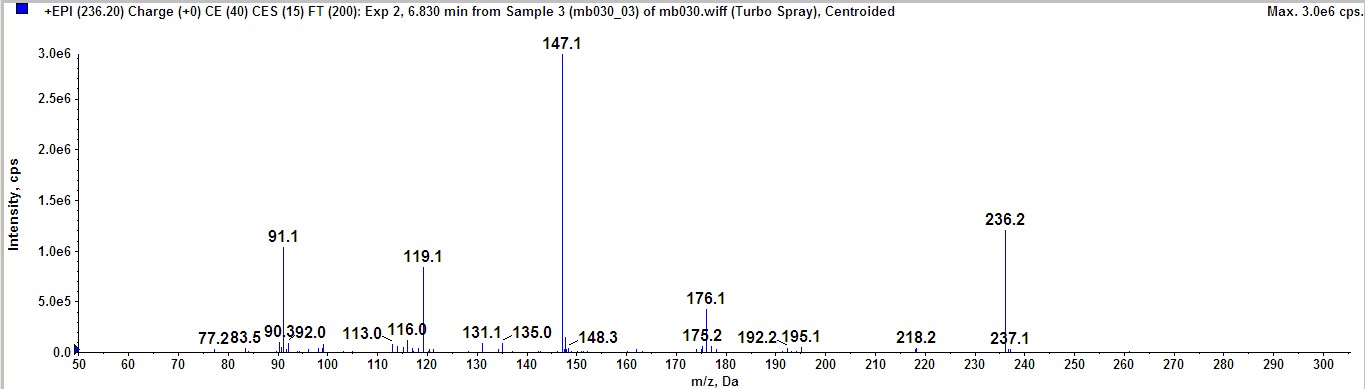 +EPI (236.20) Charge (+0) CE (40) CES (15) FT (200): Exp 2, 6.830 min from Sample 3 (mb030_03) of mb030.wiff (Turbo Spray), Centroided Max. 3.0e6 cps.
Intensity, cps
3.0e6
2.5e6
2.0e6
1.5e6
1.0e6
5.0e5
0.0
147.1
236.2
91.1
119.1
176.1
77.2 83.5 90.3 92.0 113.0 116.0 131.1 135.0 148.3 175.2 192.2 195.1 218.2 237.1
50 60 70 80 90 100 110 120 130 140 150 160 170 180 190 200 210 220 230 240 250 260 270 280 290 300
m/z, Da